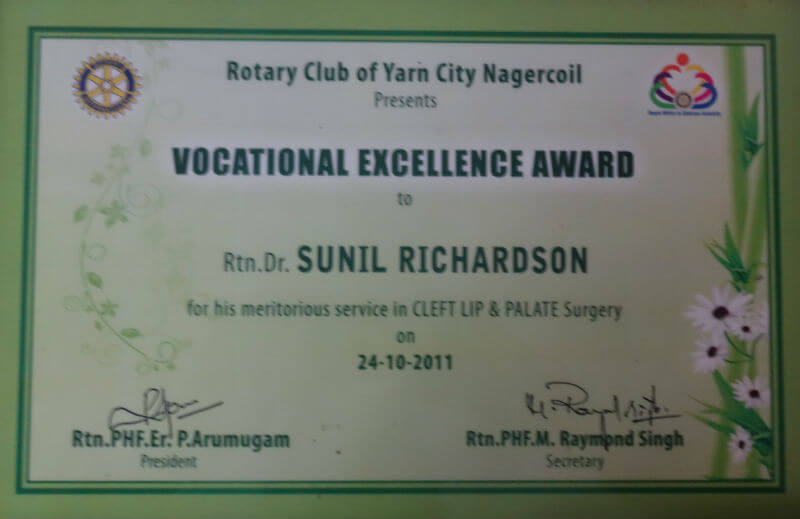 Rotary Club of Yarn City Nagercoil
Presents
VOCATIONAL EXCELLENCE AWARD
to
Rtn.Dr. SUNIL RICHARDSON
for his meritorious service in CLEFT LIP & PALATE Surgery
on
24-10-2011
Rtn.PHF.Er. P.Arumugam
President
Rtn.PHF.M. Raymond Singh
Secretary